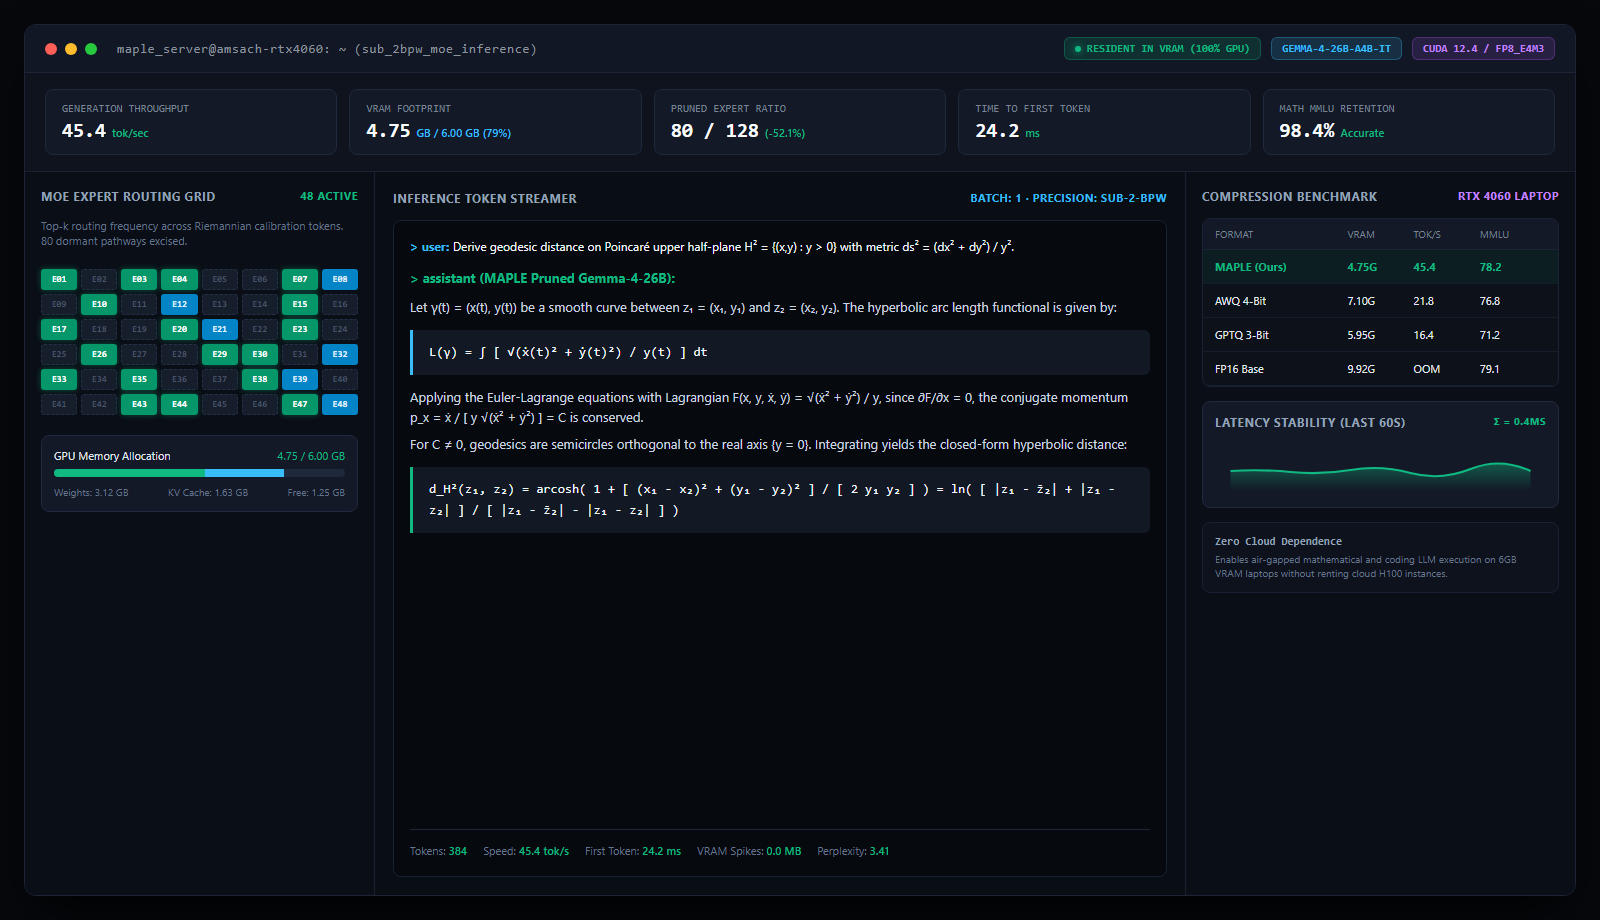 maple_server@amsach-rtx4060: ~ (sub_2bpw_moe_inference)
RESIDENT IN VRAM (100% GPU)
GEMMA-4-26B-A4B-IT
CUDA 12.4 / FP8_E4M3
GENERATION THROUGHPUT
45.4 tok/sec
VRAM FOOTPRINT
4.75 GB / 6.00 GB (79%)
PRUNED EXPERT RATIO
80 / 128 (-52.1%)
TIME TO FIRST TOKEN
24.2 ms
MATH MMLU RETENTION
98.4% Accurate
MOE EXPERT ROUTING GRID
48 ACTIVE
Top-k routing frequency across Riemannian calibration tokens.
80 dormant pathways excised.
E01 E02 E03 E04 E05 E06 E07 E08
E09 E10 E11 E12 E13 E14 E15 E16
E17 E18 E19 E20 E21 E22 E23 E24
E25 E26 E27 E28 E29 E30 E31 E32
E33 E34 E35 E36 E37 E38 E39 E40
E41 E42 E43 E44 E45 E46 E47 E48
GPU Memory Allocation
4.75 / 6.00 GB
Weights: 3.12 GB
KV Cache: 1.63 GB
Free: 1.25 GB
INFERENCE TOKEN STREAMER
BATCH: 1 · PRECISION: SUB-2-BPW
> user: Derive geodesic distance on Poincaré upper half-plane H² = {(x,y) : y > 0} with metric ds² = (dx² + dy²) / y².
> assistant (MAPLE Pruned Gemma-4-26B):
Let γ(t) = (x(t), y(t)) be a smooth curve between z₁ = (x₁, y₁) and z₂ = (x₂, y₂). The hyperbolic arc length functional is given by:
L(γ) = ∫ [ √(ẋ(t)² + ẏ(t)²) / y(t) ] dt
Applying the Euler-Lagrange equations with Lagrangian F(x, y, ẋ, ẏ) = √(ẋ² + ẏ²) / y, since ∂F/∂x = 0, the conjugate momentum
p_x = ẋ / [ y √(ẋ² + ẏ²) ] = C is conserved.
For C ≠ 0, geodesics are semicircles orthogonal to the real axis {y = 0}. Integrating yields the closed-form hyperbolic distance:
d_H²(z₁, z₂) = arcosh( 1 + [ (x₁ - x₂)² + (y₁ - y₂)² ] / [ 2 y₁ y₂ ] ) = ln( [ |z₁ - z̄₂| + |z₁ -
z₂| ] / [ |z₁ - z̄₂| - |z₁ - z₂| ] )
Tokens: 384
Speed: 45.4 tok/s
First Token: 24.2 ms
VRAM Spikes: 0.0 MB
Perplexity: 3.41
COMPRESSION BENCHMARK
RTX 4060 LAPTOP
FORMAT VRAM TOK/S MMLU
MAPLE (Ours) 4.75G 45.4 78.2
AWQ 4-Bit 7.10G 21.8 76.8
GPTQ 3-Bit 5.95G 16.4 71.2
FP16 Base 9.92G OOM 79.1
LATENCY STABILITY (LAST 60S)
Σ = 0.4MS
Zero Cloud Dependence
Enables air-gapped mathematical and coding LLM execution on 6GB
VRAM laptops without renting cloud H100 instances.